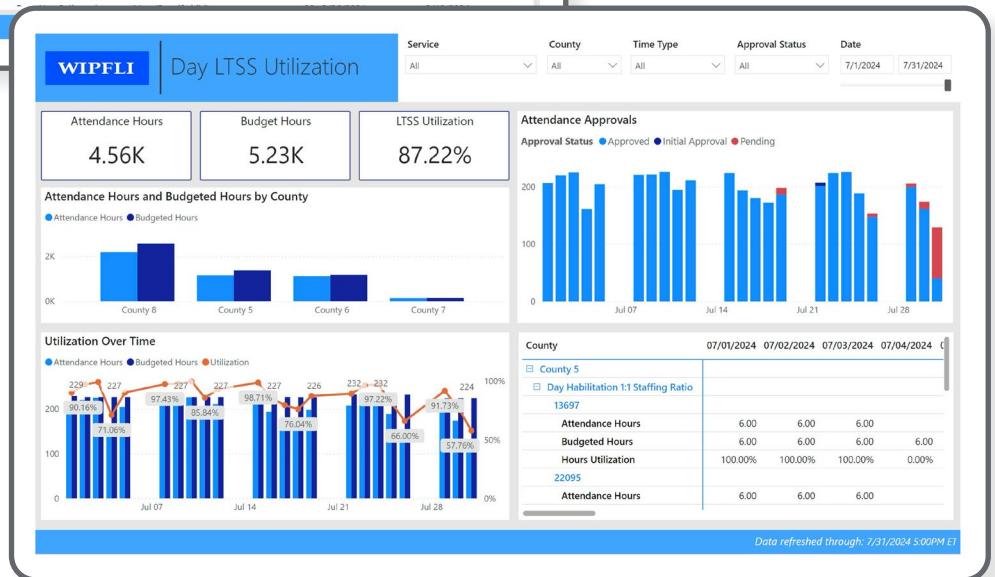 WIPFLI
Day LTSS Utilization
Service
County
Time Type
Approval Status
Date
All
All
All
All
7/1/2024
7/31/2024
Attendance Hours
4.56K
Budget Hours
5.23K
LTSS Utilization
87.22%
Attendance Hours and Budgeted Hours by County
Attendance Hours Budgeted Hours
2K
0K
County 8
County 5
County 6
County 7
Attendance Approvals
Approval Status Approved Initial Approval Pending
200
100
0
Jul 07
Jul 14
Jul 21
Jul 28
Utilization Over Time
Attendance Hours Budgeted Hours Utilization
229 227 227 227 227 226 232 232 224
100%
90.16% 97.43% 98.71% 97.22% 91.73%
200
71.06% 85.84% 76.04% 66.00% 57.76%
50%
100
0
0%
Jul 07
Jul 14
Jul 21
Jul 28
County 07/01/2024 07/02/2024 07/03/2024 07/04/2024
County 5
Day Habilitation 1:1 Staffing Ratio
13697
Attendance Hours 6.00 6.00 6.00
Budgeted Hours 6.00 6.00 6.00 6.00
Hours Utilization 100.00% 100.00% 100.00% 0.00%
22095
Attendance Hours 6.00 6.00 6.00
Data refreshed through: 7/31/2024 5:00PM ET